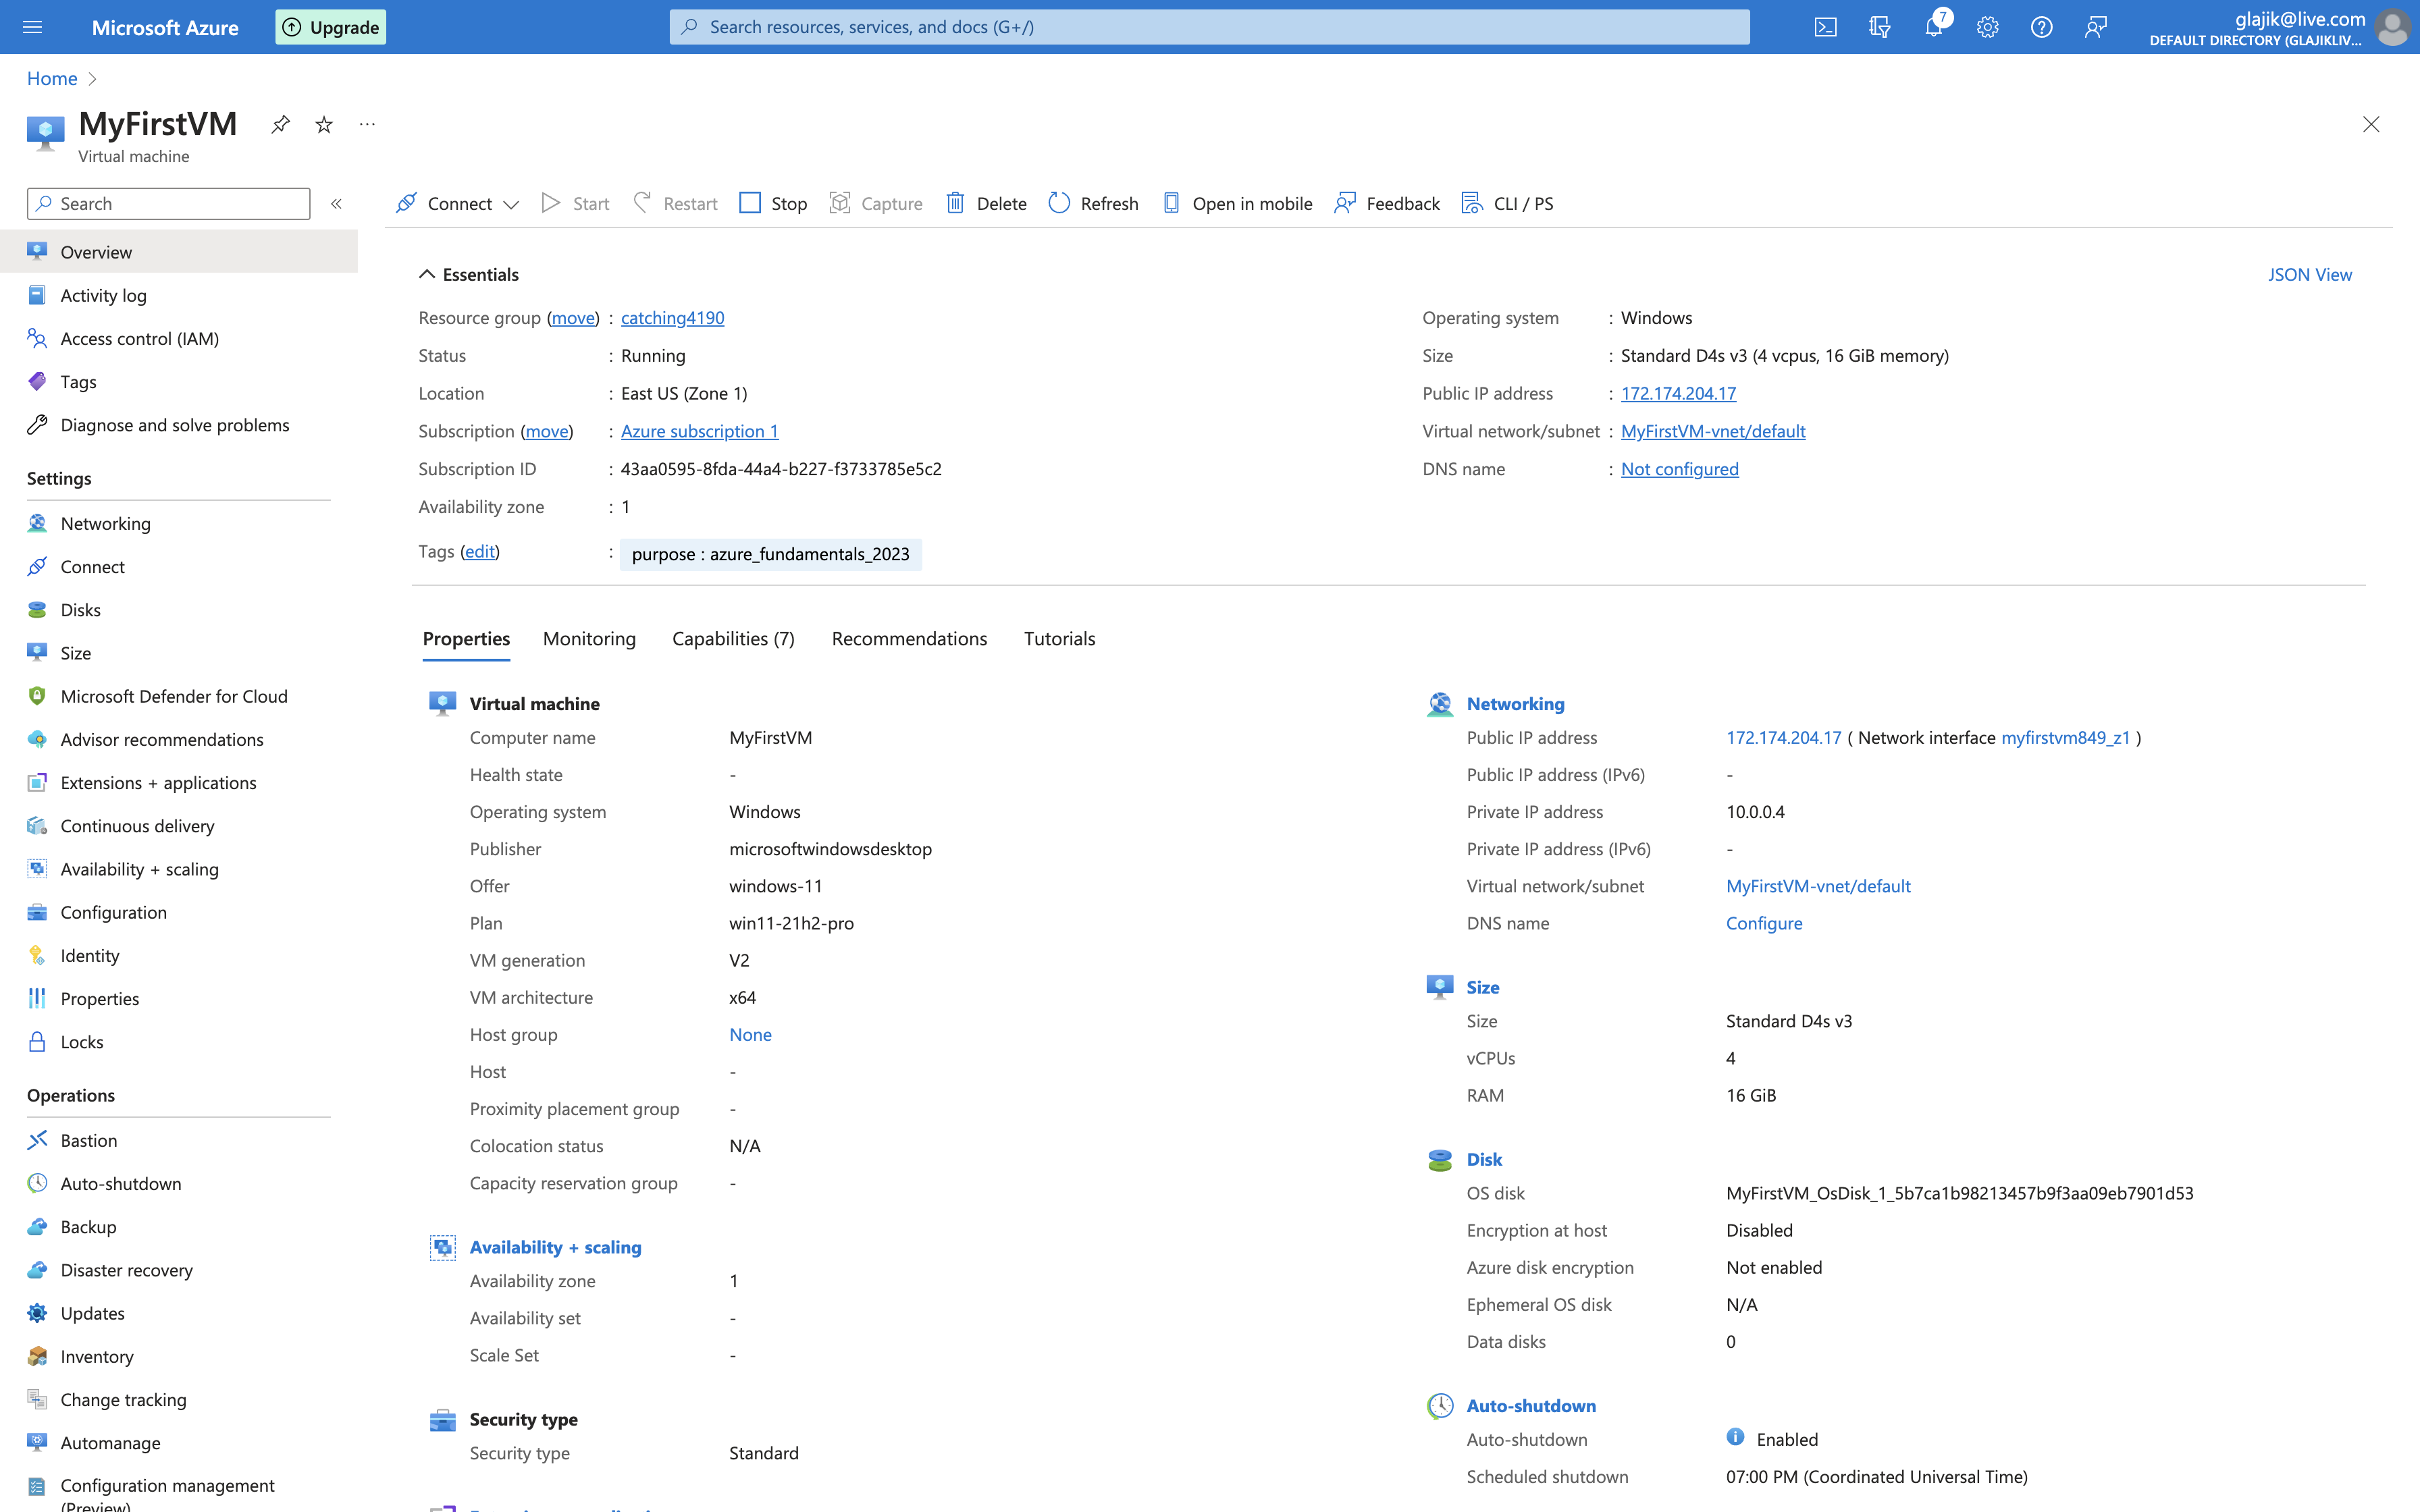 Microsoft Azure
Upgrade
Search resources, services, and docs (G+/)
7
glajik@live.com
DEFAULT DIRECTORY (GLAJIKLIV...
Home
MyFirstVM
Virtual machine
Search
Connect Start Restart Stop Capture Delete Refresh Open in mobile Feedback CLI / PS
Overview
Activity log
Access control (IAM)
Tags
Diagnose and solve problems
Settings
Networking
Connect
Disks
Size
Microsoft Defender for Cloud
Advisor recommendations
Extensions + applications
Continuous delivery
Availability + scaling
Configuration
Identity
Properties
Locks
Operations
Bastion
Auto-shutdown
Backup
Disaster recovery
Updates
Inventory
Change tracking
Automanage
Configuration management
(Preview)
Essentials
JSON View
Resource group (move) : catching4190
Status : Running
Location : East US (Zone 1)
Subscription (move) : Azure subscription 1
Subscription ID : 43aa0595-8fda-44a4-b227-f3733785e5c2
Availability zone : 1
Tags (edit) : purpose : azure_fundamentals_2023
Operating system : Windows
Size : Standard D4s v3 (4 vcpus, 16 GiB memory)
Public IP address : 172.174.204.17
Virtual network/subnet : MyFirstVM-vnet/default
DNS name : Not configured
Properties Monitoring Capabilities (7) Recommendations Tutorials
Virtual machine
Computer name MyFirstVM
Health state -
Operating system Windows
Publisher microsoftwindowsdesktop
Offer windows-11
Plan win11-21h2-pro
VM generation V2
VM architecture x64
Host group None
Host -
Proximity placement group -
Colocation status N/A
Capacity reservation group -
Availability + scaling
Availability zone 1
Availability set -
Scale Set -
Security type
Security type Standard
Networking
Public IP address 172.174.204.17 ( Network interface myfirstvm849_z1 )
Public IP address (IPv6) -
Private IP address 10.0.0.4
Private IP address (IPv6) -
Virtual network/subnet MyFirstVM-vnet/default
DNS name Configure
Size
Size Standard D4s v3
vCPUs 4
RAM 16 GiB
Disk
OS disk MyFirstVM_OsDisk_1_5b7ca1b98213457b9f3aa09eb7901d53
Encryption at host Disabled
Azure disk encryption Not enabled
Ephemeral OS disk N/A
Data disks 0
Auto-shutdown
Auto-shutdown Enabled
Scheduled shutdown 07:00 PM (Coordinated Universal Time)